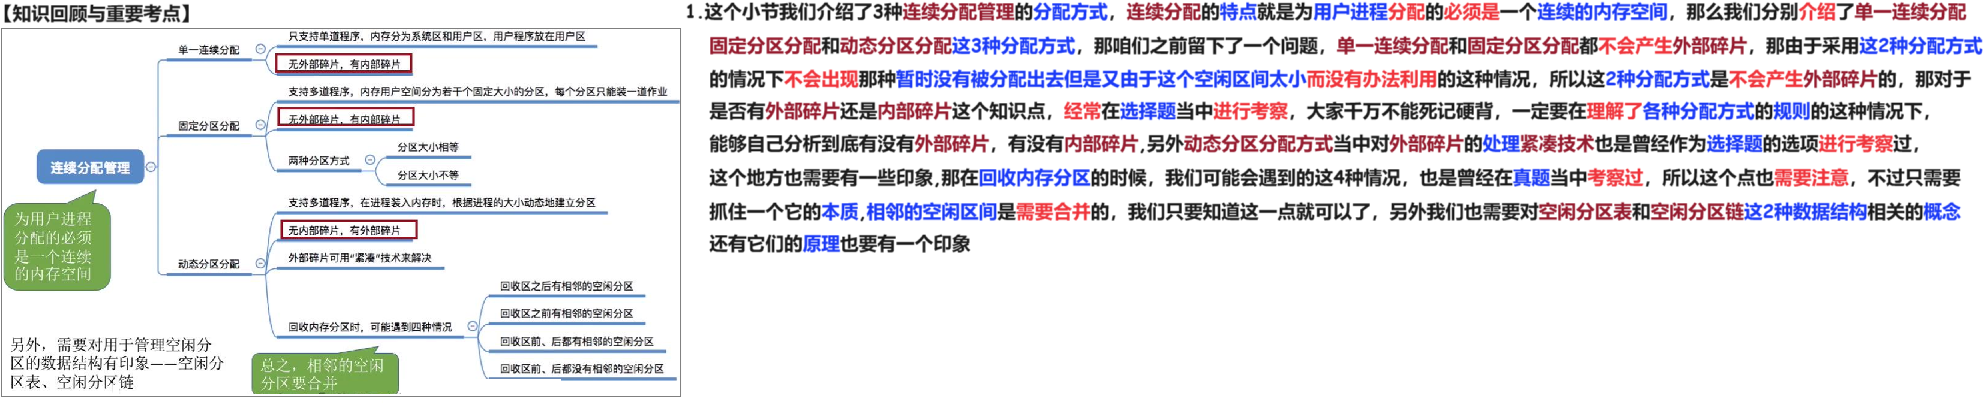 【知识回顾与重要考点】
只支持单道程序，内存分为系统区和用户区，用户程序放在用户区
单一连续分配
无外部碎片，有内部碎片
支持多道程序，内存用户空间分为若干个固定大小的分区，每个分区只能装一道作业
无外部碎片，有内部碎片
固定分区分配
分区大小相等
两种分区方式
分区大小不等
连续分配管理
为用户进程
分配的必须
是一个连续
的内存空间
支持多道程序，在进程装入内存时，根据进程的大小动态地建立分区
无内部碎片，有外部碎片
动态分区分配
外部碎片可用“紧凑”技术来解决
回收区之后有相邻的空闲分区
回收区之前有相邻的空闲分区
回收内存分区时，可能遇到四种情况
回收区前、后都有相邻的空闲分区
回收区前、后都没有相邻的空闲分区
总之，相邻的空闲
分区要合并
另外，需要对用于管理空闲分
区的数据结构有印象——空闲分
区表、空闲分区链
1.这个小节我们介绍了3种连续分配管理的分配方式，连续分配的特点就是为用户进程分配的必须是一个连续的内存空间，那么我们分别介绍了单一连续分配
固定分区分配和动态分区分配这3种分配方式，那咱们之前留下了一个问题，单一连续分配和固定分区分配都不会产生外部碎片，那由于采用这2种分配方式
的情况下不会出现那种暂时没有被分配出去但是又由于这个空闲区间太小而没有办法利用的这种情况，所以这2种分配方式是不会产生外部碎片的，那对于
是否有外部碎片还是内部碎片这个知识点，经常在选择题当中进行考察，大家千万不能死记硬背，一定要在理解了各种分配方式的规则的这种情况下，
能够自己分析到底有没有外部碎片，有没有内部碎片,另外动态分区分配方式当中对外部碎片的处理紧凑技术也是曾经作为选择题的选项进行考察过，
这个地方也需要有一些印象,那在回收内存分区的时候，我们可能会遇到的这4种情况，也是曾经在真题当中考察过，所以这个点也需要注意，不过只需要
抓住一个它的本质,相邻的空闲区间是需要合并的，我们只要知道这一点就可以了，另外我们也需要对空闲分区表和空闲分区链这2种数据结构相关的概念
还有它们的原理也要有一个印象